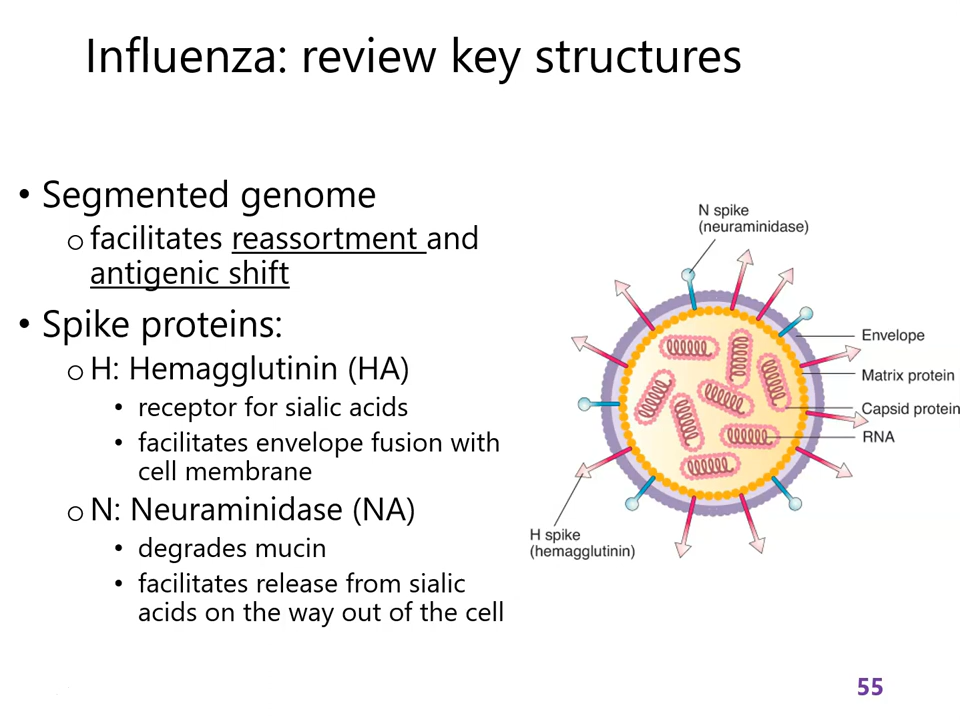 Influenza: review key structures
• Segmented genome
o facilitates reassortment and
antigenic shift
• Spike proteins:
o H: Hemagglutinin (HA)
• receptor for sialic acids
• facilitates envelope fusion with
cell membrane
o N: Neuraminidase (NA)
• degrades mucin
• facilitates release from sialic
acids on the way out of the cell
N spike
(neuraminidase)
Envelope
Matrix protein
Capsid protein
RNA
H spike
(hemagglutinin)
55